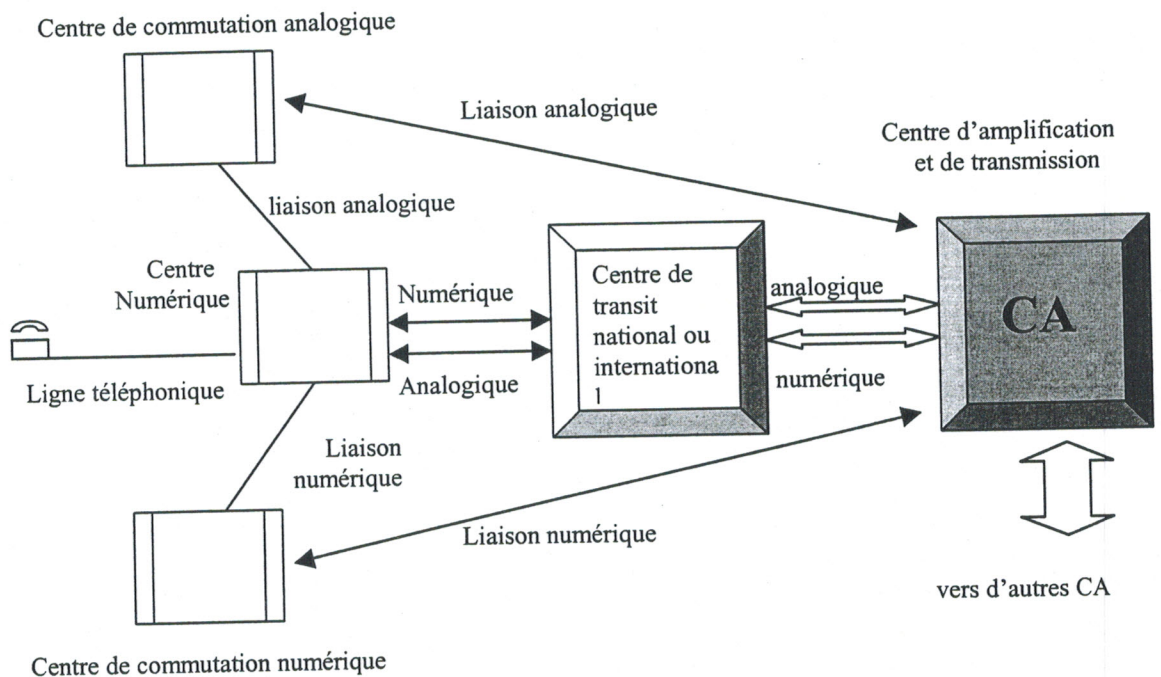 Centre de commutation analogique
Liaison analogique
Centre d'amplification
et de transmission
liaison analogique
Centre
Numérique
Numérique
Centre de
transit
national ou
internationa
l
analogique
CA
Ligne téléphonique
Analogique
numérique
Liaison
numérique
Liaison numérique
vers d'autres CA
Centre de commutation numérique